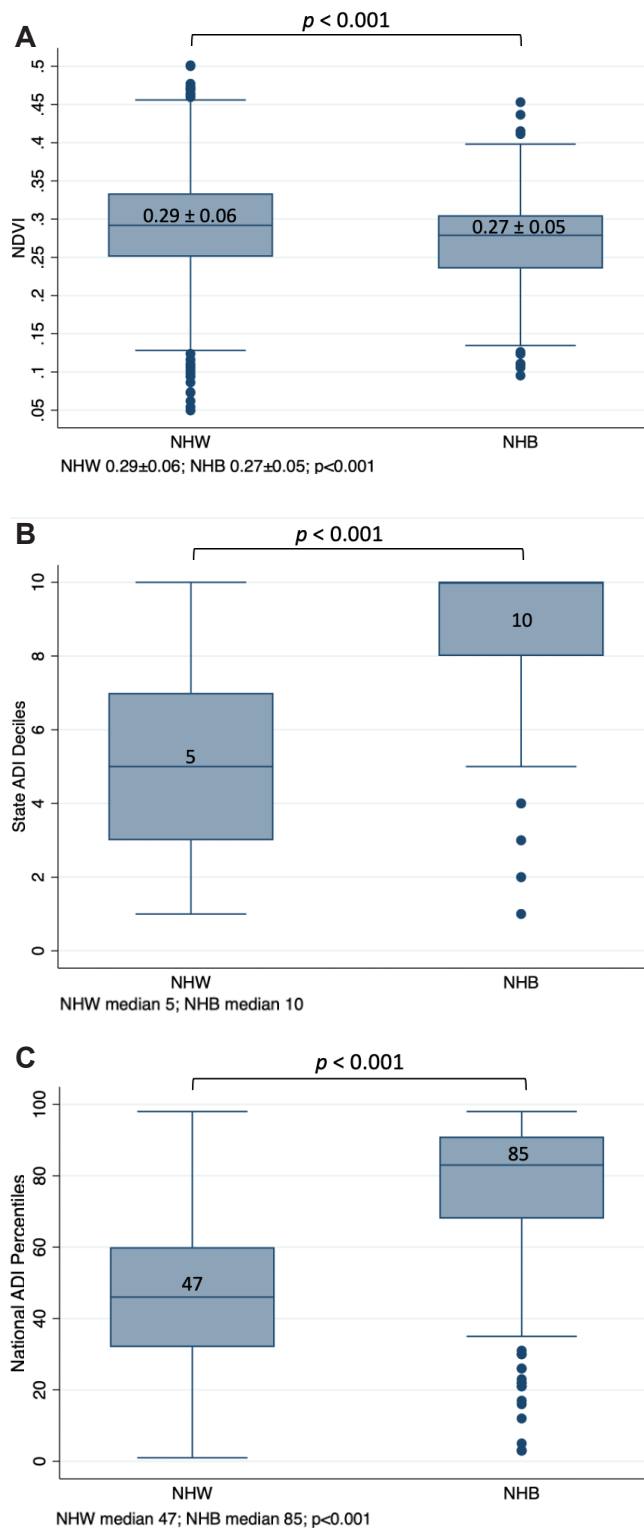 A
p < 0.001
NDVI
.5
.45
.4
.35
.3
.25
.2
.15
.1
.05
0.29 ± 0.06
0.27 ± 0.05
NHW
NHB
NHW 0.29±0.06; NHB 0.27±0.05; p<0.001
B
p < 0.001
State ADI Deciles
10
8
6
4
2
0
5
10
NHW
NHB
NHW median 5; NHB median 10
C
p < 0.001
National ADI Percentiles
100
80
60
40
20
0
47
85
NHW
NHB
NHW median 47; NHB median 85; p<0.001